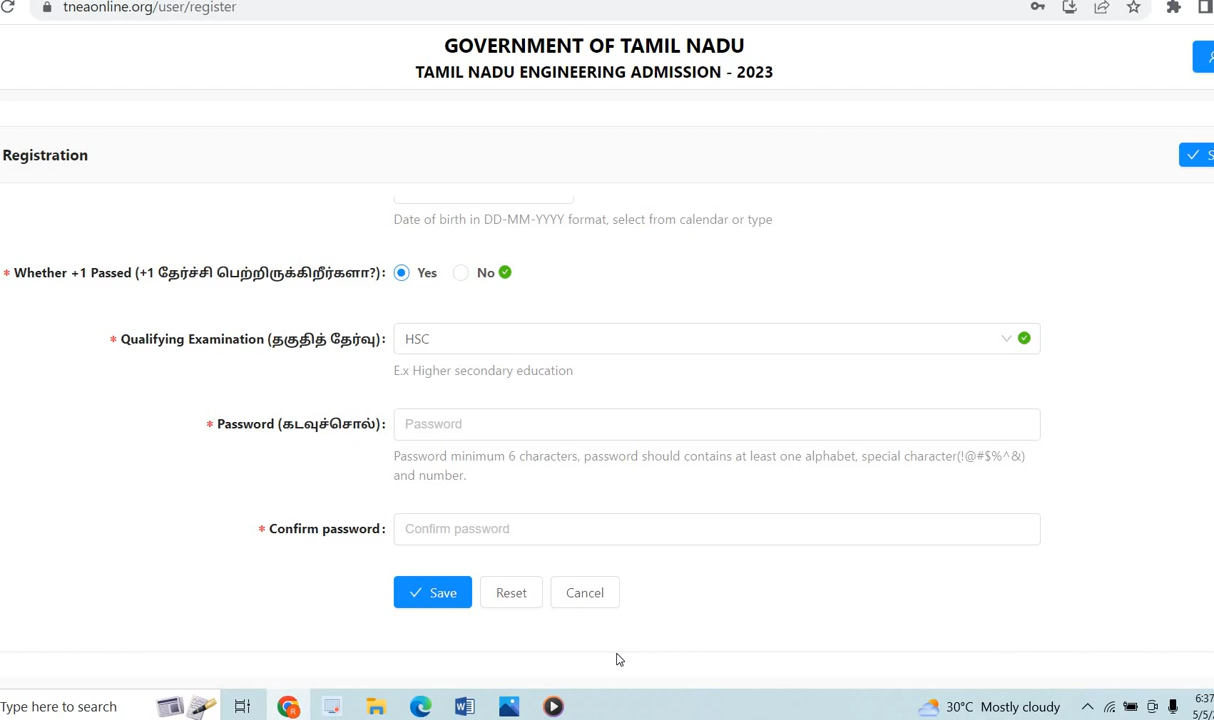 tneaonline.org/user/register
GOVERNMENT OF TAMIL NADU
TAMIL NADU ENGINEERING ADMISSION - 2023
Registration
Date of birth in DD-MM-YYYY format, select from calendar or type
* Whether +1 Passed (+1 தேர்ச்சி பெற்றிருக்கிறீர்களா?): Yes No
* Qualifying Examination (தகுதித் தேர்வு): HSC
E.x Higher secondary education
* Password (கடவுச்சொல்): Password
Password minimum 6 characters, password should contains at least one alphabet, special character(!@#$%^&)
and number.
* Confirm password: Confirm password
Save Reset Cancel
Type here to search 30°C Mostly cloudy 6:37
5/5/